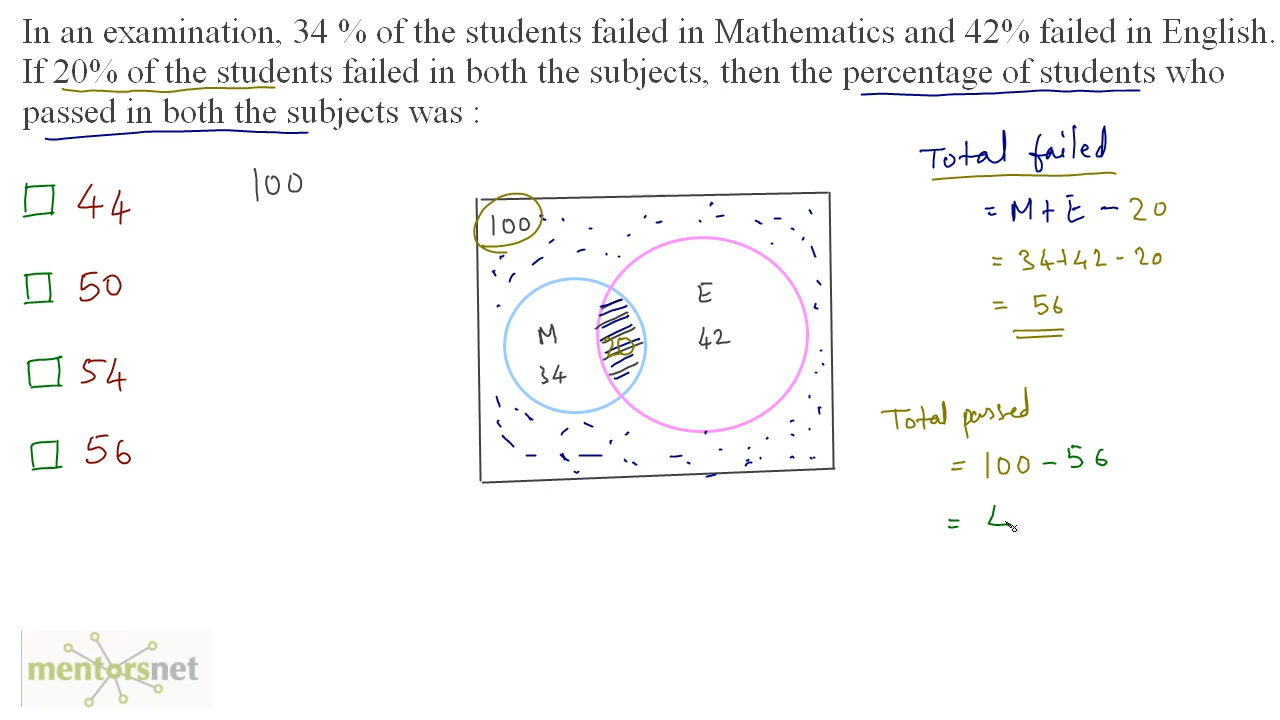 In an examination, 34 % of the students failed in Mathematics and 42% failed in English.
If 20% of the students failed in both the subjects, then the percentage of students who
passed in both the subjects was :
44
50
54
56
100
100
M
34
20
E
42
Total failed
= M + E - 20
= 34+42-20
= 56
Total passed
= 100 - 56
= 4
mentorsnet